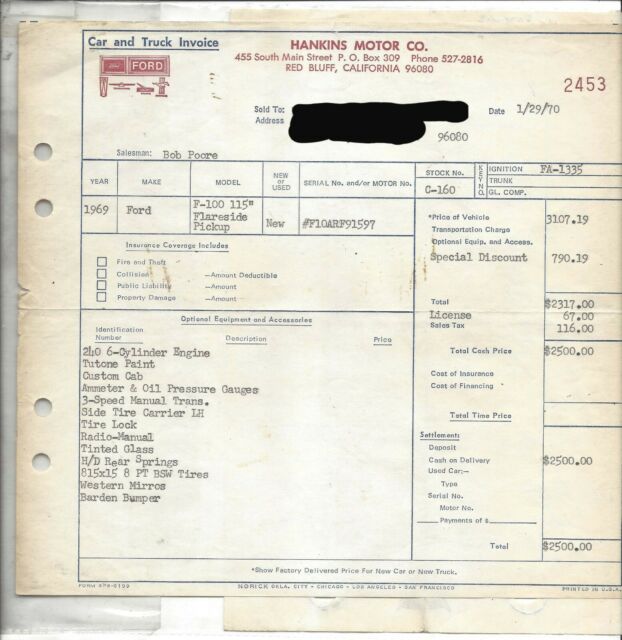 Car and Truck Invoice
FORD
HANKINS MOTOR CO.
455 South Main Street P. O. Box 309 Phone 527-2816
RED BLUFF, CALIFORNIA 96080
2453
Sold To:
Address
Date 1/29/70
96080
Salesman: Bob Poore
YEAR MAKE MODEL NEW or USED SERIAL No. and/or MOTOR No.
1969 Ford F-100 115" Flareside Pickup New #F10ARF91597
STOCK No. C-160
KEY NO. IGNITION FA-1335
TRUNK
GL. COMP.
*Price of Vehicle 3107.19
Transportation Charge
Optional Equip. and Access.
Special Discount 790.19
Total $2317.00
License 67.00
Sales Tax 116.00
Total Cash Price $2500.00
Cost of Insurance
Cost of Financing
Total Time Price
Settlement:
Deposit
Cash on Delivery $2500.00
Used Car:-
Type
Serial No.
Motor No.
Payments of $
Total $2500.00
Insurance Coverage Includes
Fire and Theft
Collision —Amount Deductible
Public Liability —Amount
Property Damage —Amount
Optional Equipment and Accessories
Identification Number Description Price
240 6-Cylinder Engine
Tutone Paint
Custom Cab
Ammeter & Oil Pressure Gauges
3-Speed Manual Trans.
Side Tire Carrier LH
Tire Lock
Radio-Manual
Tinted Glass
H/D Rear Springs
815x15 8 PT BSW Tires
Western Mirros
Barden Bumper
*Show Factory Delivered Price For New Car or New Truck.
NORICK OKLA. CITY - CHICAGO - LOS ANGELES - SAN FRANCISCO
PRINTED IN U.S.A.